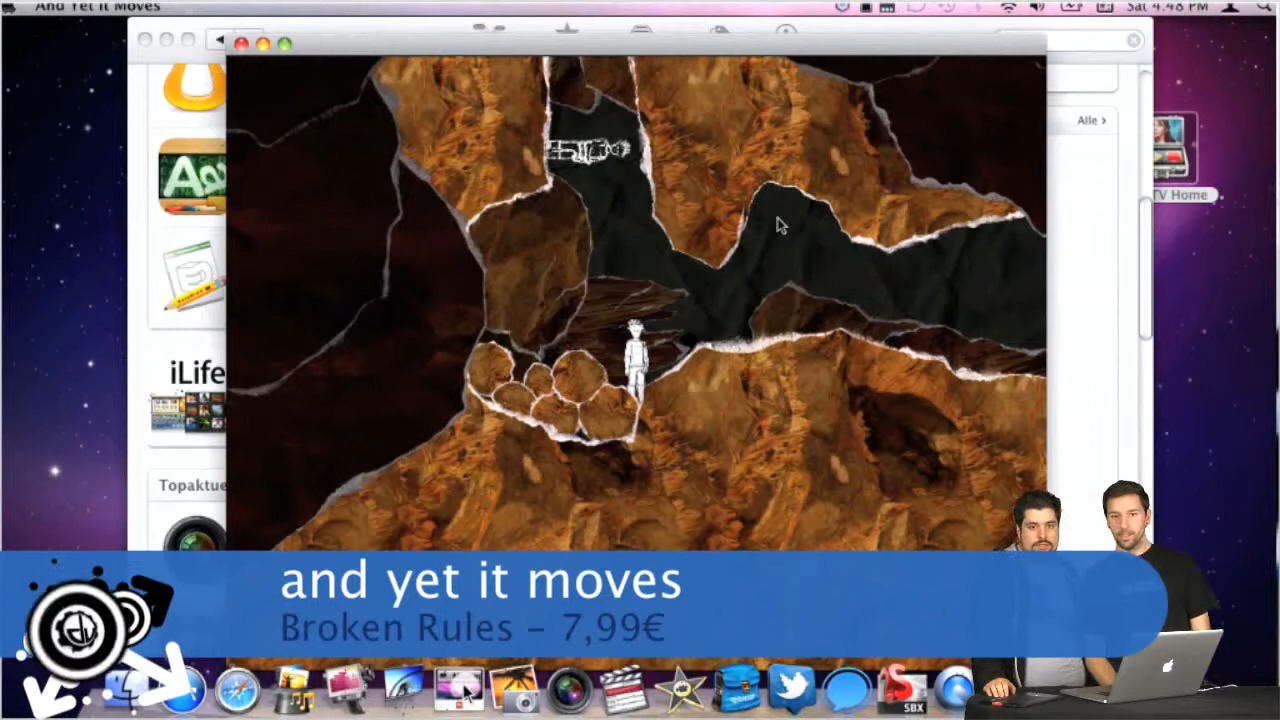 And Yet It Moves
Sat 4:48 PM
Alle >
TV Home
iLife
Topaktue
and yet it moves
Broken Rules – 7,99€
SBX